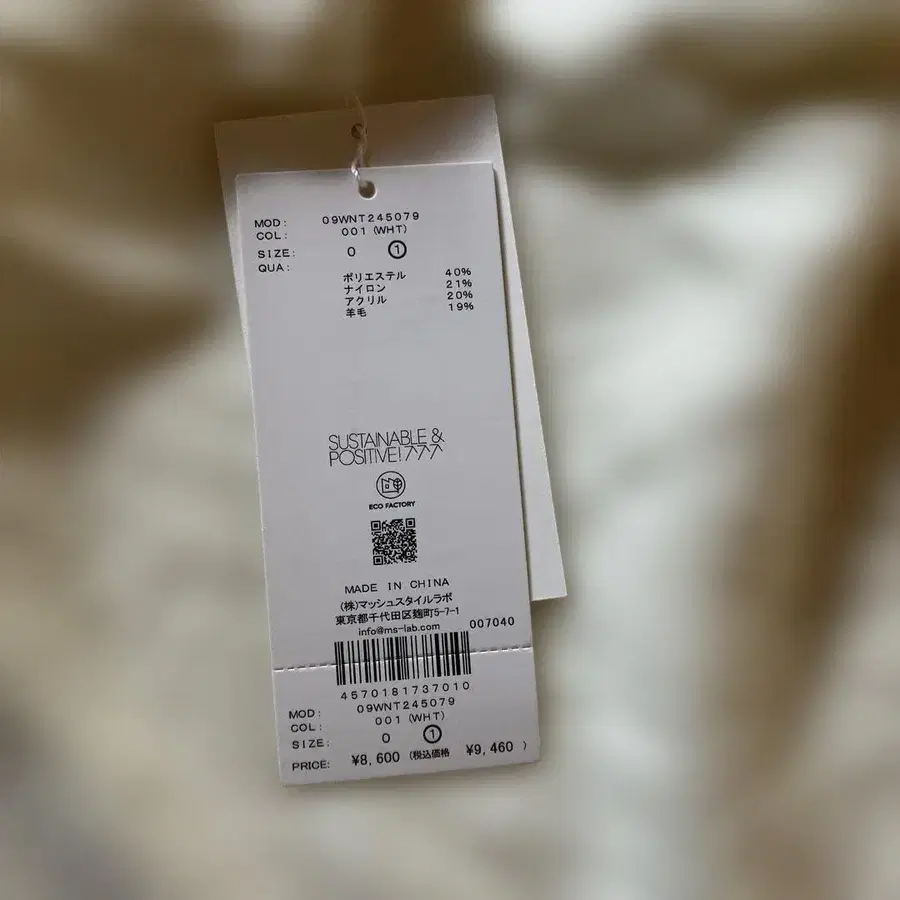 MOD: 09WNT245079
COL: 001 (WHT)
SIZE: 0 1
QUA:
ポリエステル 40%
ナイロン 21%
アクリル 20%
羊毛 19%
SUSTAINABLE &
POSITIVE!
ECO FACTORY
MADE IN CHINA
(株)マッシュスタイルラボ
東京都千代田区麹町5-7-1
info@ms-lab.com 007040
4570181737010
MOD: 09WNT245079
COL: 001 (WHT)
SIZE: 0 1
PRICE: ¥8,600 (税込価格 ¥9,460 )